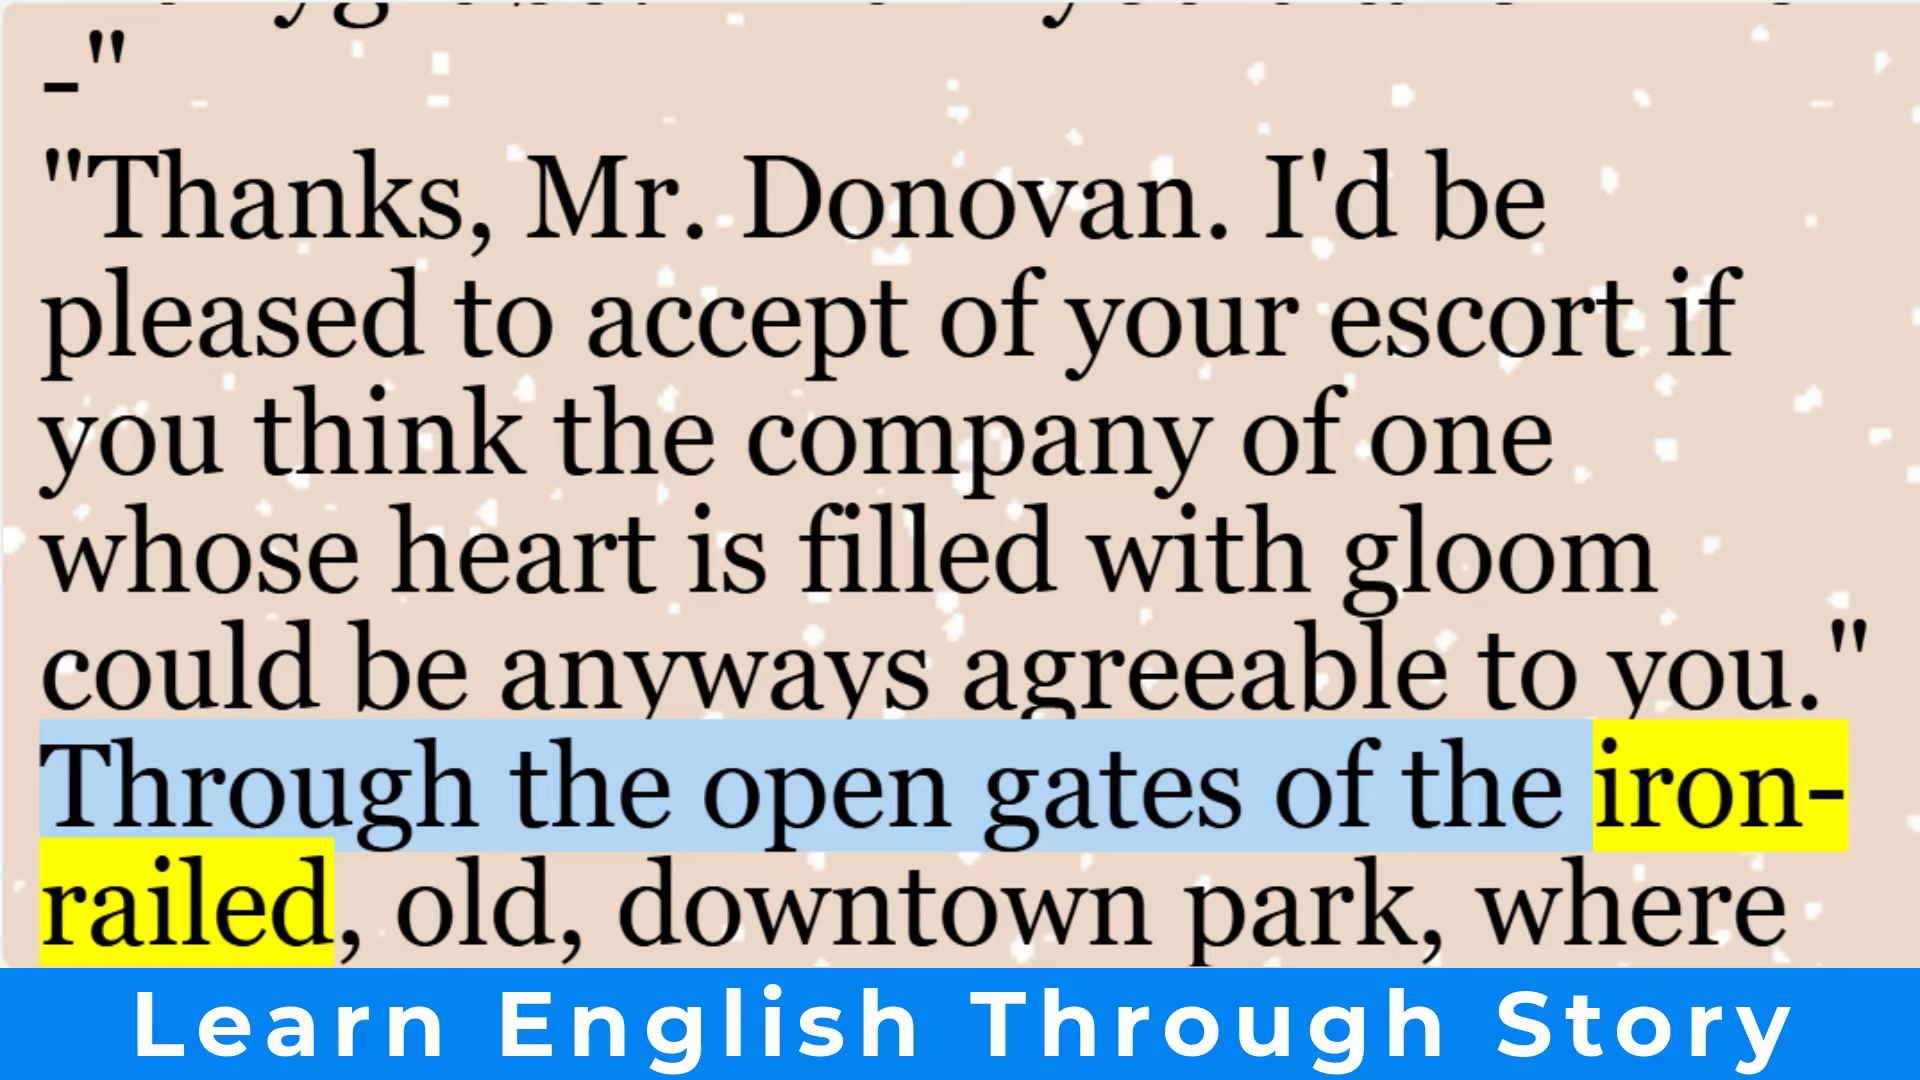 -"
"Thanks, Mr. Donovan. I'd be
pleased to accept of your escort if
you think the company of one
whose heart is filled with gloom
could be anyways agreeable to you."
Through the open gates of the iron-
railed, old, downtown park, where
Learn English Through Story